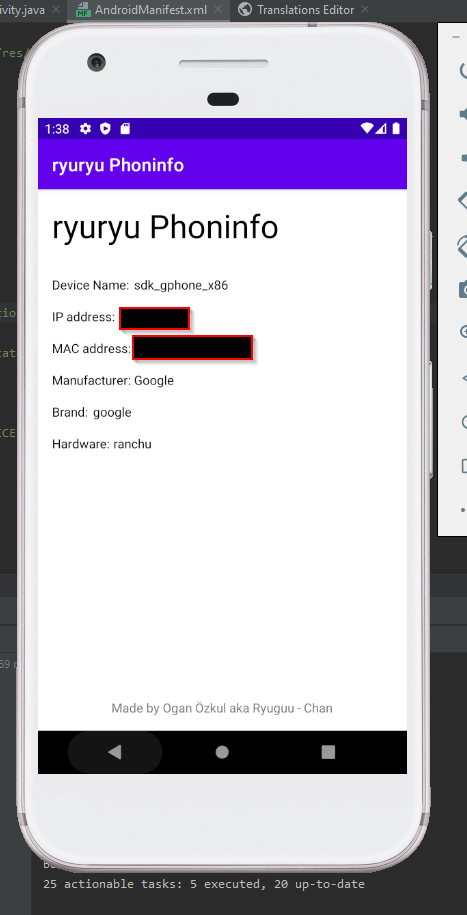 ivity.java
AndroidManifest.xml
Translations Editor
/res/
1:38
ryuryu Phoninfo
ryuryu Phoninfo
Device Name: sdk_gphone_x86
IP address:
MAC address:
Manufacturer: Google
Brand: google
Hardware: ranchu
Made by Ogan Özkul aka Ryuguu - Chan
25 actionable tasks: 5 executed, 20 up-to-date